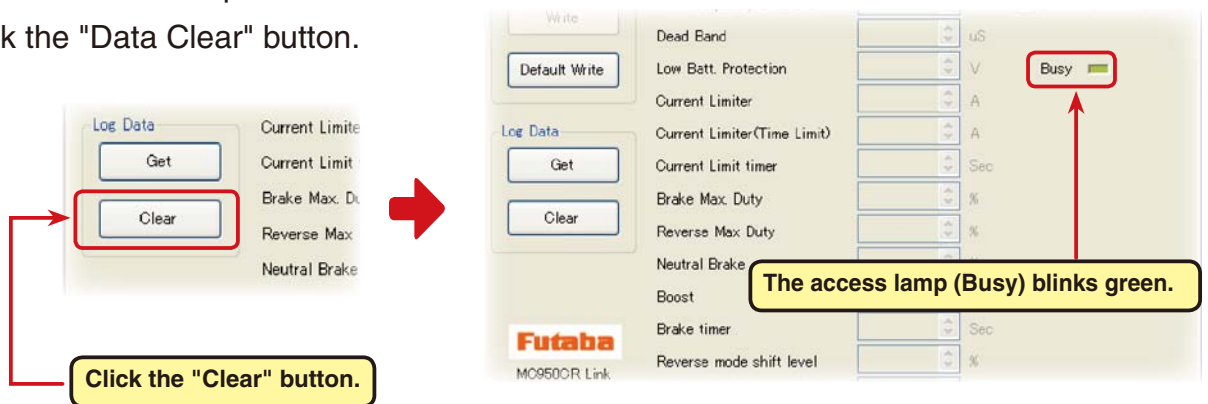 k the "Data Clear" button.
Log Data
Get
Clear
Current Limite
Current Limit
Brake Max. Du
Reverse Max
Neutral Brake
Click the "Clear" button.
Write
Default Write
Log Data
Get
Clear
Futaba
MC950CR Link
Dead Band uS
Low Batt. Protection V
Current Limiter A
Current Limiter(Time Limit) A
Current Limit timer Sec
Brake Max. Duty %
Reverse Max Duty %
Neutral Brake
Boost
Brake timer Sec
Reverse mode shift level %
Busy
The access lamp (Busy) blinks green.